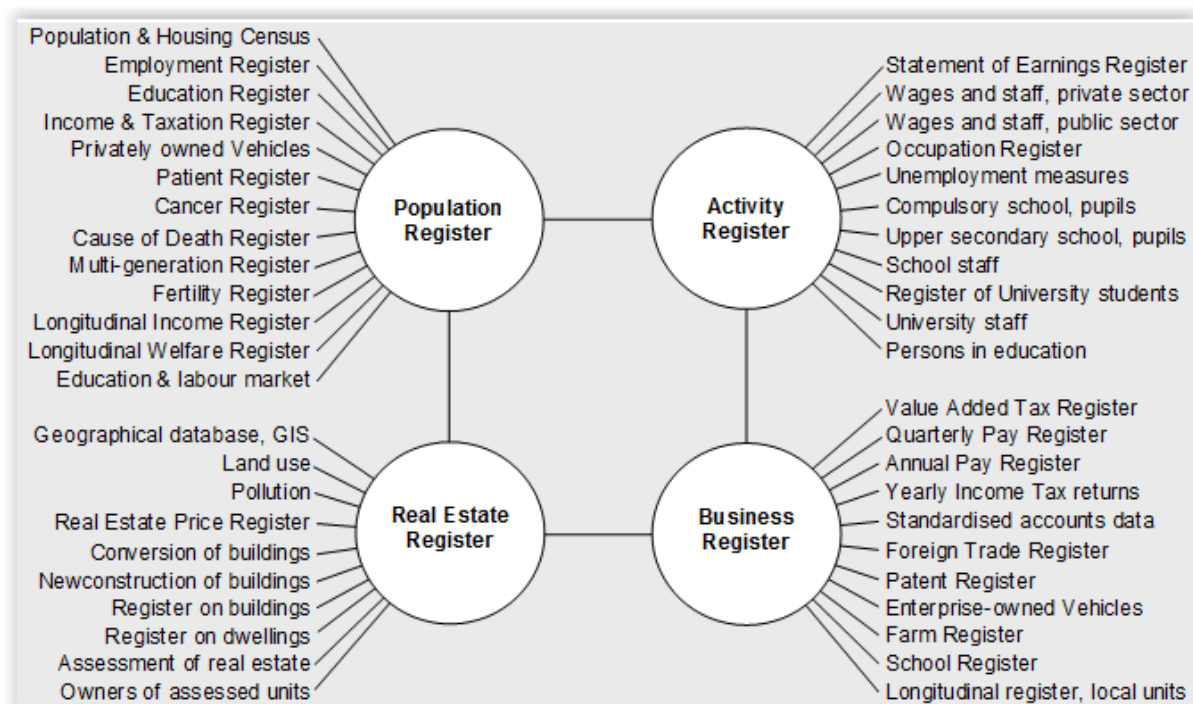 Population & Housing Census
Employment Register
Education Register
Income & Taxation Register
Privately owned Vehicles
Patient Register
Cancer Register
Cause of Death Register
Multi-generation Register
Fertility Register
Longitudinal Income Register
Longitudinal Welfare Register
Education & labour market
Population
Register
Activity
Register
Statement of Earnings Register
Wages and staff, private sector
Wages and staff, public sector
Occupation Register
Unemployment measures
Compulsory school, pupils
Upper secondary school, pupils
School staff
Register of University students
University staff
Persons in education
Geographical database, GIS
Land use
Pollution
Real Estate Price Register
Conversion of buildings
Newconstruction of buildings
Register on buildings
Register on dwellings
Assessment of real estate
Owners of assessed units
Real Estate
Register
Business
Register
Value Added Tax Register
Quarterly Pay Register
Annual Pay Register
Yearly Income Tax returns
Standardised accounts data
Foreign Trade Register
Patent Register
Enterprise-owned Vehicles
Farm Register
School Register
Longitudinal register, local units